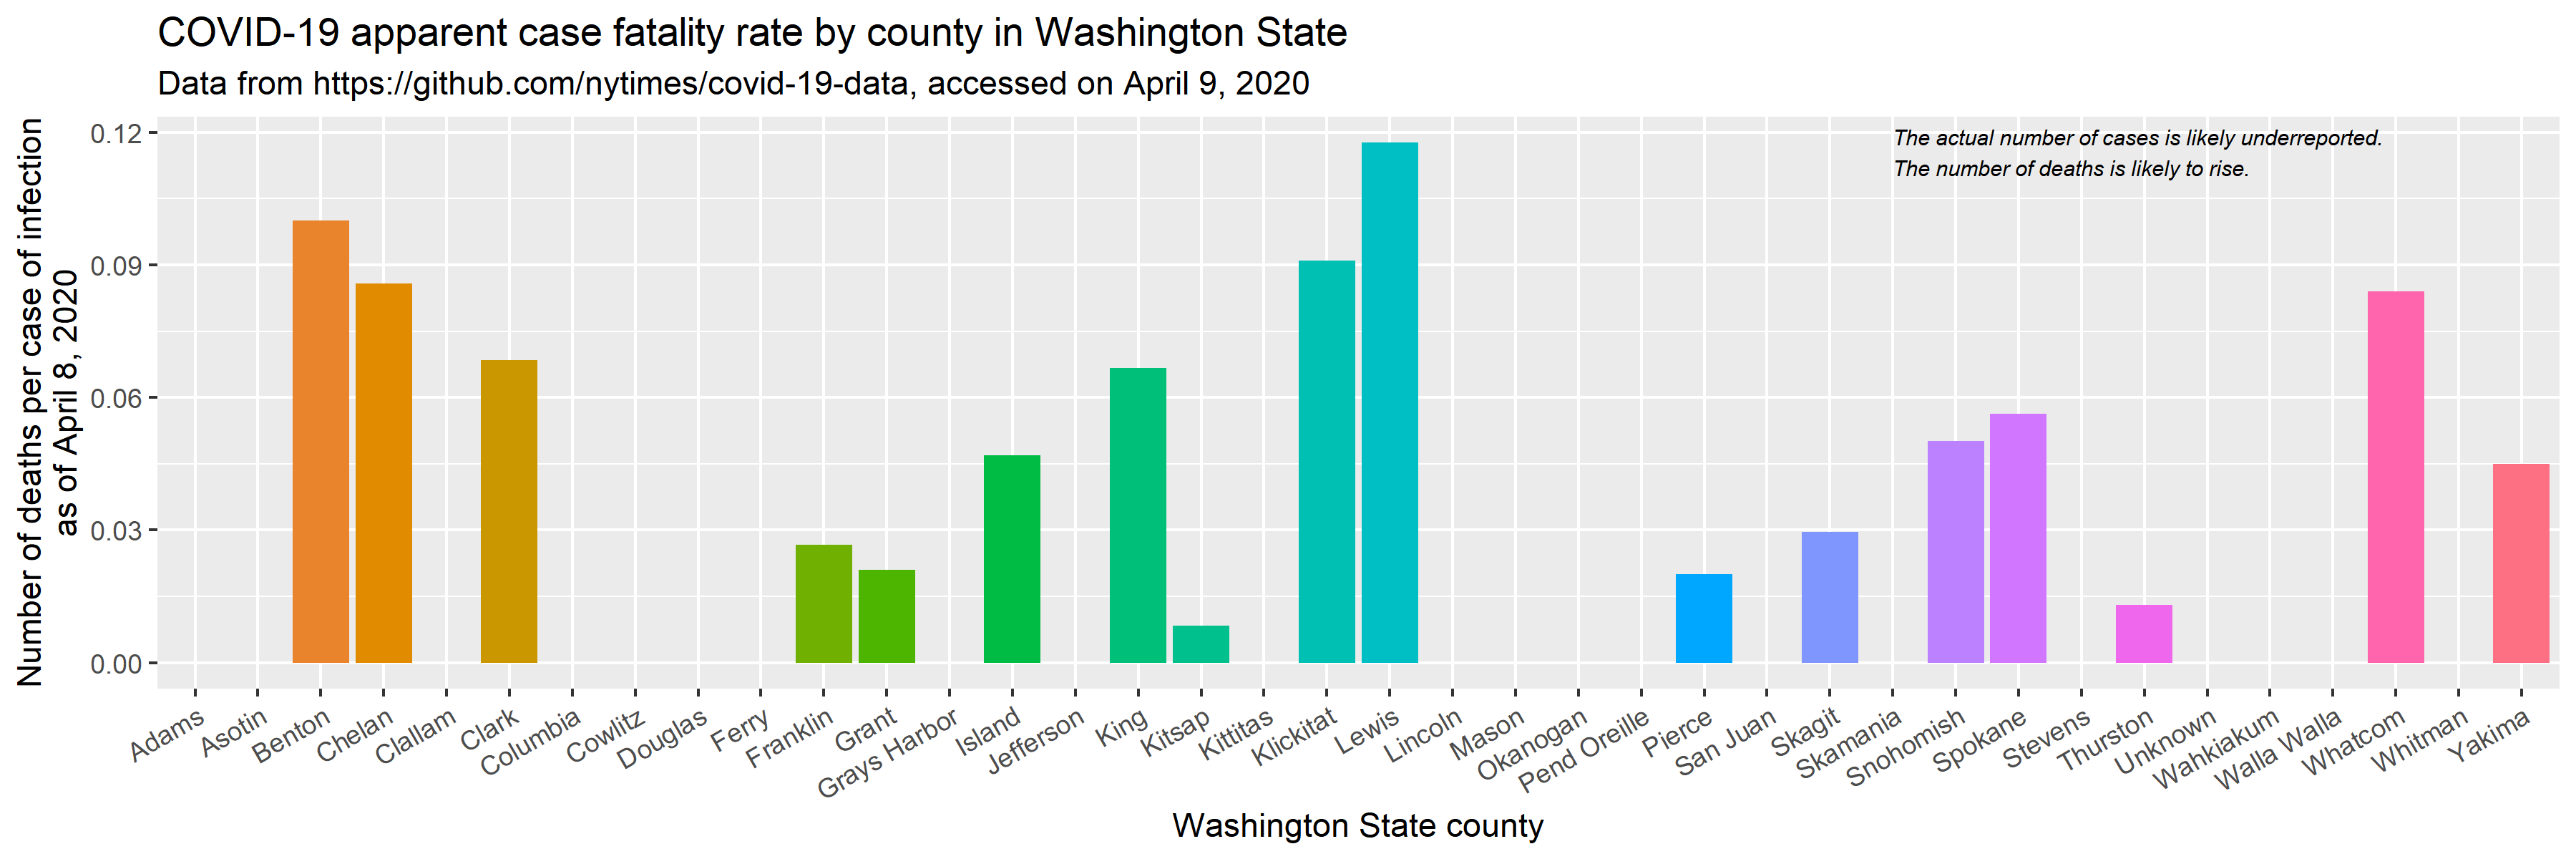 COVID-19 apparent case fatality rate by county in Washington State
Data from https://github.com/nytimes/covid-19-data, accessed on April 9, 2020
Number of deaths per case of infection
as of April 8, 2020
0.12
0.09
0.06
0.03
0.00
The actual number of cases is likely underreported.
The number of deaths is likely to rise.
Adams
Asotin
Benton
Chelan
Clallam
Clark
Columbia
Cowlitz
Douglas
Ferry
Franklin
Grant
Grays Harbor
Island
Jefferson
King
Kitsap
Kittitas
Klickitat
Lewis
Lincoln
Mason
Okanogan
Pend Oreille
Pierce
San Juan
Skagit
Skamania
Snohomish
Spokane
Stevens
Thurston
Unknown
Wahkiakum
Walla Walla
Whatcom
Whitman
Yakima
Washington State county